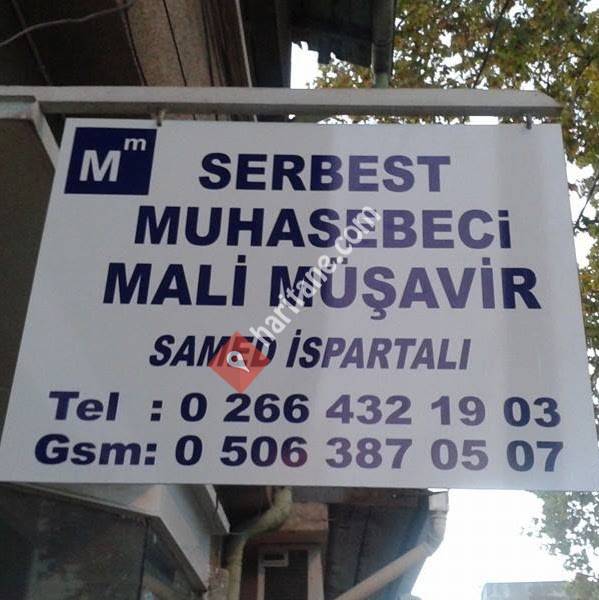 Mm
SERBEST
MUHASEBECi
MALİ MÜŞAVİR
SAMED İSPARTALI
Tel : 0 266 432 19 03
Gsm: 0 506 387 05 07
haritane.com